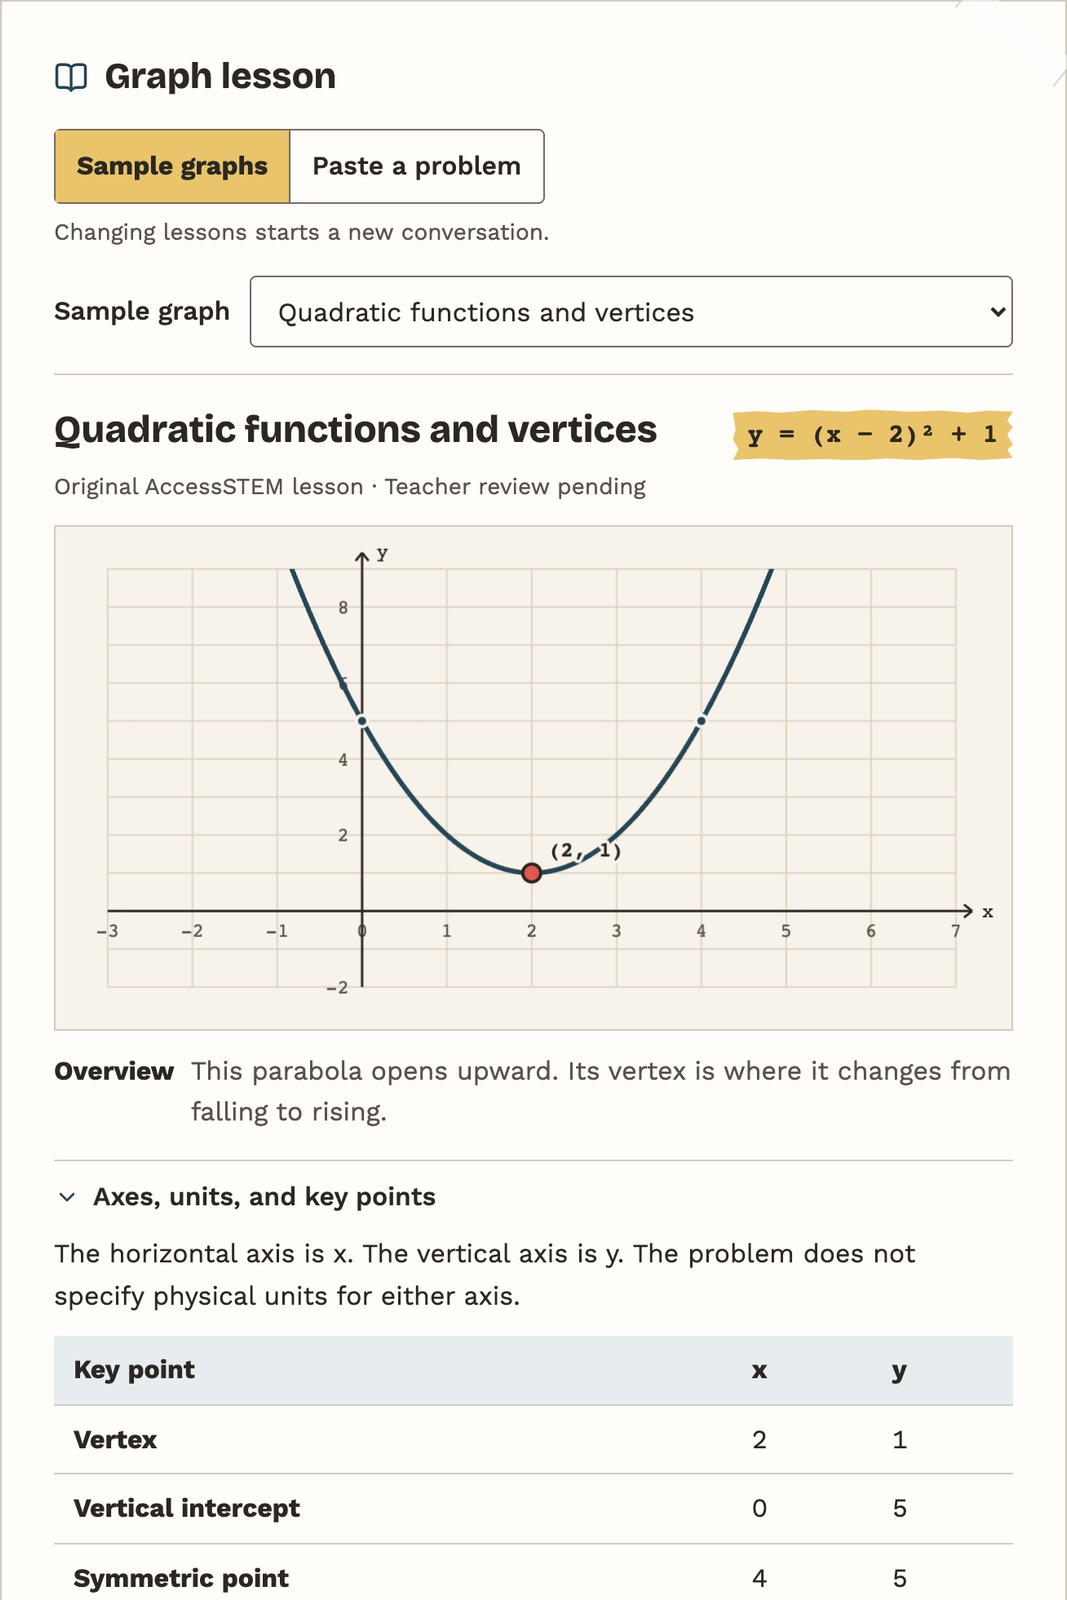 Graph lesson
Sample graphs
Paste a problem
Changing lessons starts a new conversation.
Sample graph
Quadratic functions and vertices
Quadratic functions and vertices
y = (x − 2)² + 1
Original AccessSTEM lesson · Teacher review pending
y
8
4
2
(2, 1)
x
−3 −2 −1 0 1 2 3 4 5 6 7
−2
Overview This parabola opens upward. Its vertex is where it changes from
falling to rising.
Axes, units, and key points
The horizontal axis is x. The vertical axis is y. The problem does not
specify physical units for either axis.
Key point x y
Vertex 2 1
Vertical intercept 0 5
Symmetric point 4 5